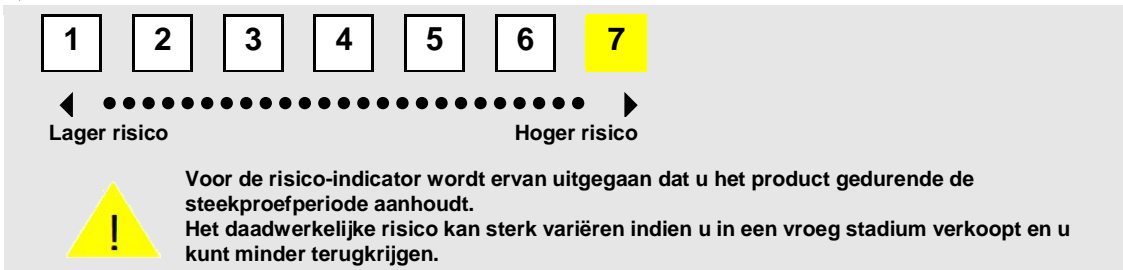 1 2 3 4 5 6 7
Lager risico Hoger risico
!
Voor de risico-indicator wordt ervan uitgegaan dat u het product gedurende de
steekproefperiode aanhoudt.
Het daadwerkelijke risico kan sterk variëren indien u in een vroeg stadium verkoopt en u
kunt minder terugkrijgen.